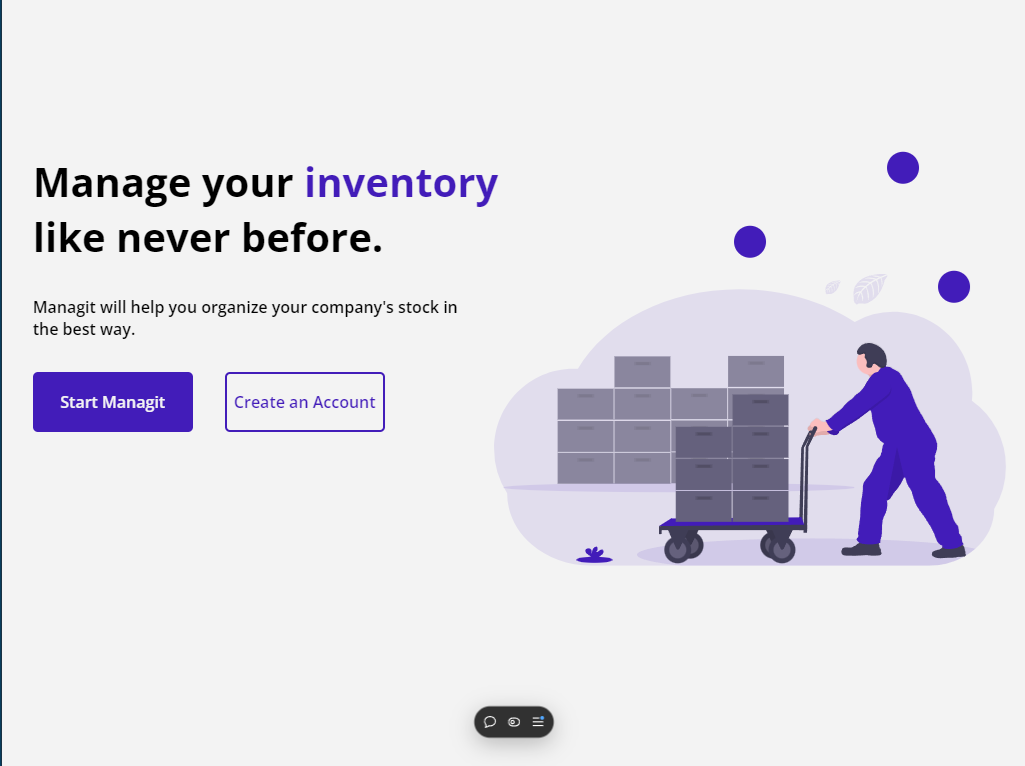 Manage your inventory
like never before.
Managit will help you organize your company's stock in
the best way.
Start Managit
Create an Account